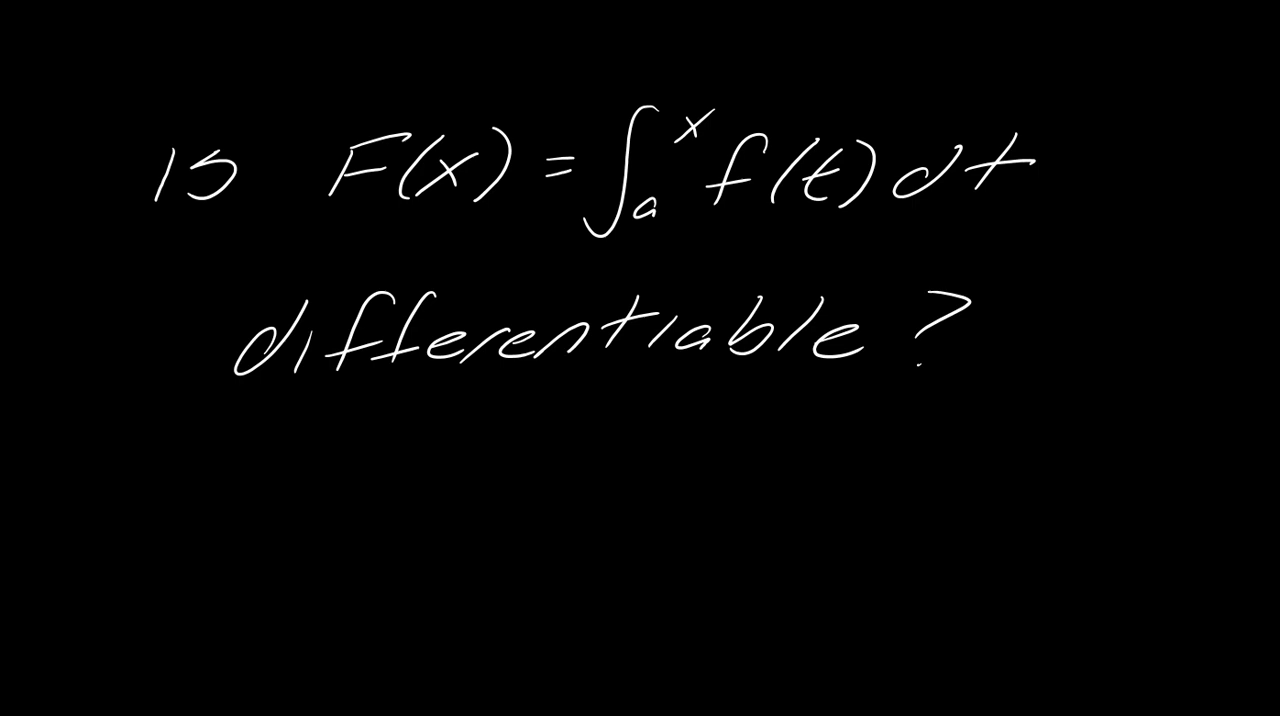 Is F(x) = ∫ₐˣ f(t) dt
differentiable?